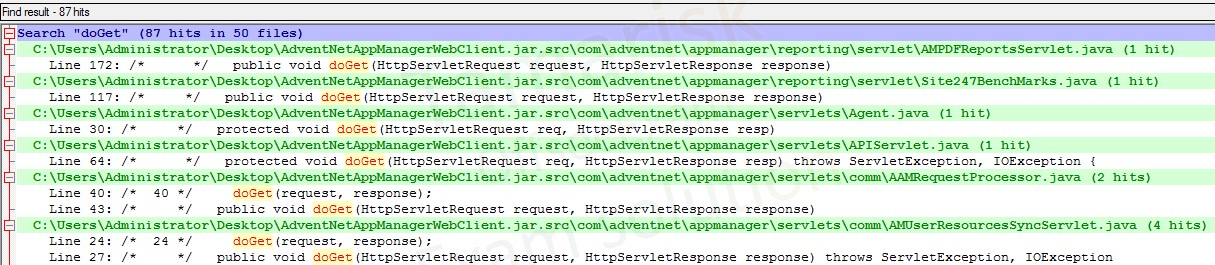 Find result - 87 hits
Search "doGet" (87 hits in 50 files)
C:\Users\Administrator\Desktop\AdventNetAppManagerWebClient.jar.src\com\adventnet\appmanager\reporting\servlet\AMPDFReportsServlet.java (1 hit)
Line 172: /*      */   public void doGet(HttpServletRequest request, HttpServletResponse response)
C:\Users\Administrator\Desktop\AdventNetAppManagerWebClient.jar.src\com\adventnet\appmanager\reporting\servlet\Site247BenchMarks.java (1 hit)
Line 117: /*     */   public void doGet(HttpServletRequest request, HttpServletResponse response)
C:\Users\Administrator\Desktop\AdventNetAppManagerWebClient.jar.src\com\adventnet\appmanager\servlets\Agent.java (1 hit)
Line 30: /*     */   protected void doGet(HttpServletRequest req, HttpServletResponse resp)
C:\Users\Administrator\Desktop\AdventNetAppManagerWebClient.jar.src\com\adventnet\appmanager\servlets\APIServlet.java (1 hit)
Line 64: /*      */   protected void doGet(HttpServletRequest req, HttpServletResponse resp) throws ServletException, IOException {
C:\Users\Administrator\Desktop\AdventNetAppManagerWebClient.jar.src\com\adventnet\appmanager\servlets\comm\AAMRequestProcessor.java (2 hits)
Line 40: /*  40 */     doGet(request, response);
Line 43: /*     */   public void doGet(HttpServletRequest request, HttpServletResponse response)
C:\Users\Administrator\Desktop\AdventNetAppManagerWebClient.jar.src\com\adventnet\appmanager\servlets\comm\AMUserResourcesSyncServlet.java (4 hits)
Line 24: /*  24 */     doGet(request, response);
Line 27: /*     */   public void doGet(HttpServletRequest request, HttpServletResponse response) throws ServletException, IOException